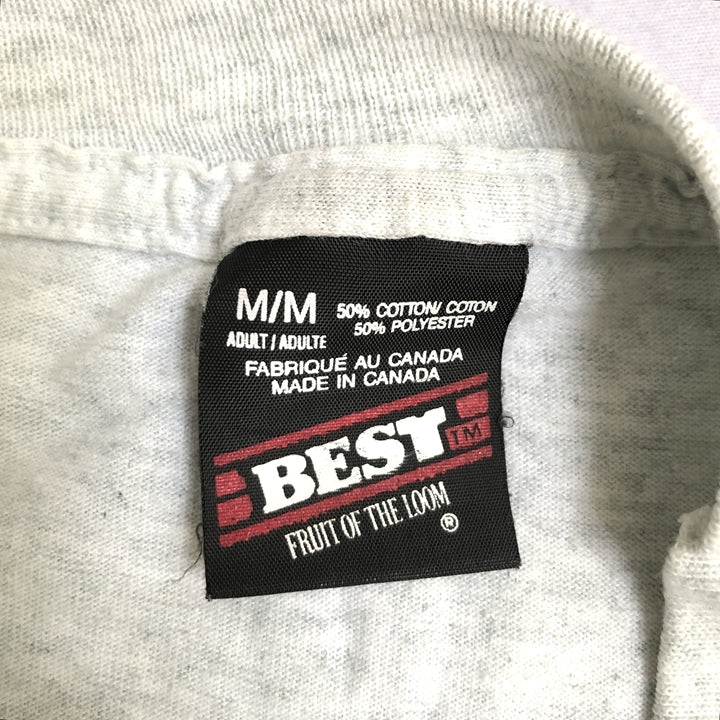 M/M 50% COTTON/ COTON
ADULT / ADULTE 50% POLYESTER
FABRIQUÉ AU CANADA
MADE IN CANADA
BEST TM
FRUIT OF THE LOOM ®